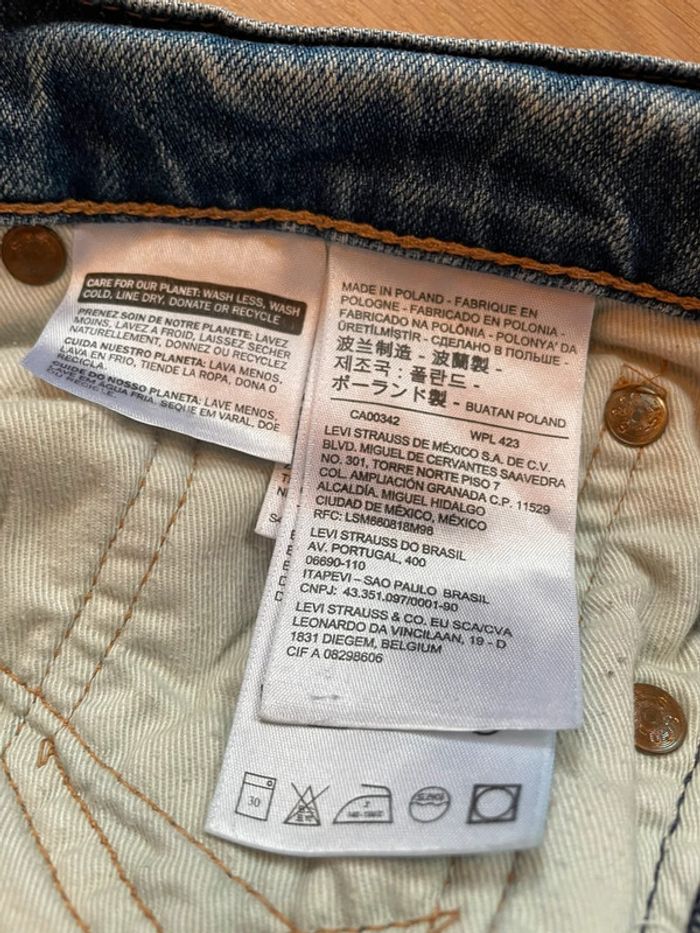 CARE FOR OUR PLANET: WASH LESS, WASH
COLD, LINE DRY, DONATE OR RECYCLE
PRENEZ SOIN DE NOTRE PLANETE: LAVEZ
MOINS, LAVEZ A FROID, LAISSEZ SECHER
NATURELLEMENT, DONNEZ OU RECYCLEZ
CUIDA NUESTRO PLANETA: LAVA MENOS,
LAVA EN FRIO, TIENDE LA ROPA, DONA O
RECICLA.
CUIDE DO NOSSO PLANETA: LAVE MENOS,
LAVE EM AGUA FRIA, SEQUE EM VARAL, DOE
MADE IN POLAND - FABRIQUE EN
POLOGNE - FABRICADO EN POLONIA -
FABRICADO NA POLÔNIA - POLONYA' DA
ÜRETİLMİSTİR - СДЕЛАНО В ПОЛЬШЕ -
波兰制造 - 波蘭製 -
제조국 : 폴란드 -
ポーランド製 - BUATAN POLAND
CA00342 WPL 423
LEVI STRAUSS DE MÉXICO S.A. DE C.V.
BLVD. MIGUEL DE CERVANTES SAAVEDRA
NO. 301, TORRE NORTE PISO 7
COL. AMPLIACIÓN GRANADA C.P. 11529
ALCALDÍA. MIGUEL HIDALGO
CIUDAD DE MÉXICO, MÉXICO
RFC: LSM880818M98
LEVI STRAUSS DO BRASIL
AV. PORTUGAL, 400
06690-110
ITAPEVI – SAO PAULO BRASIL
CNPJ: 43.351.097/0001-90
LEVI STRAUSS & CO. EU SCA/CVA
LEONARDO DA VINCILAAN, 19 - D
1831 DIEGEM, BELGIUM
CIF A 08298606
30